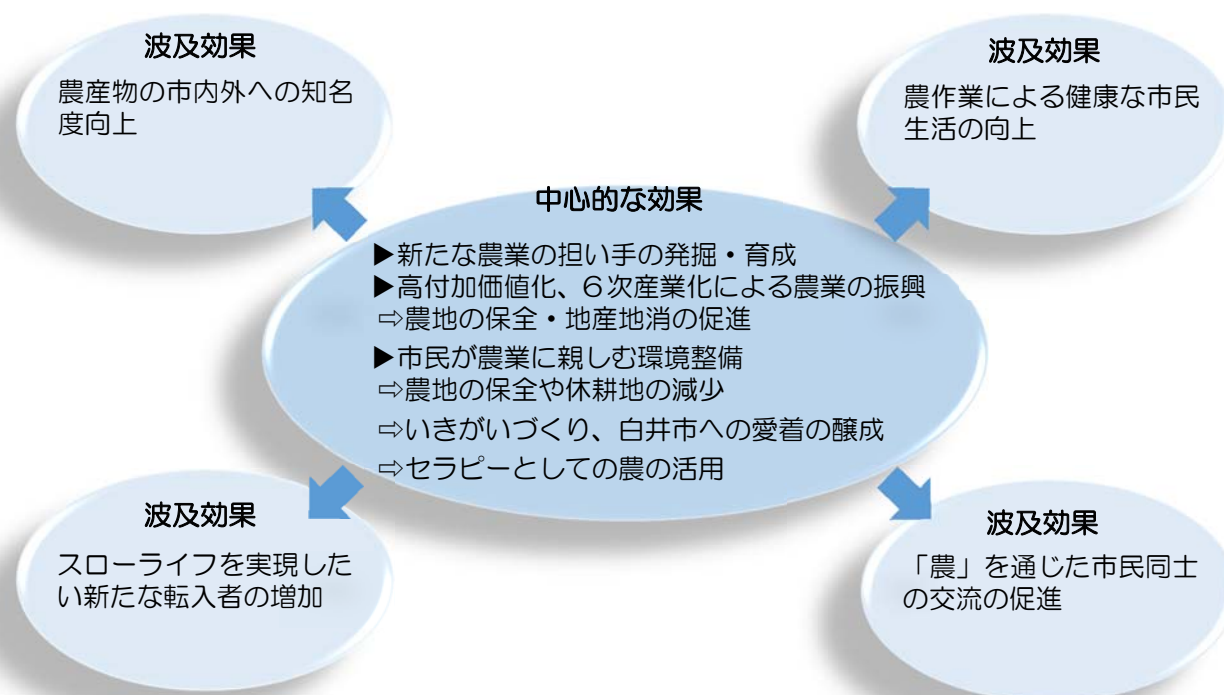 波及効果
農産物の市内外への知名
度向上
波及効果
農作業による健康な市民
生活の向上
中心的な効果
▶新たな農業の担い手の発掘・育成
▶高付加価値化、６次産業化による農業の振興
⇨農地の保全・地産地消の促進
▶市民が農業に親しむ環境整備
⇨農地の保全や休耕地の減少
⇨いきがいづくり、白井市への愛着の醸成
⇨セラピーとしての農の活用
波及効果
スローライフを実現した
い新たな転入者の増加
波及効果
「農」を通じた市民同士
の交流の促進